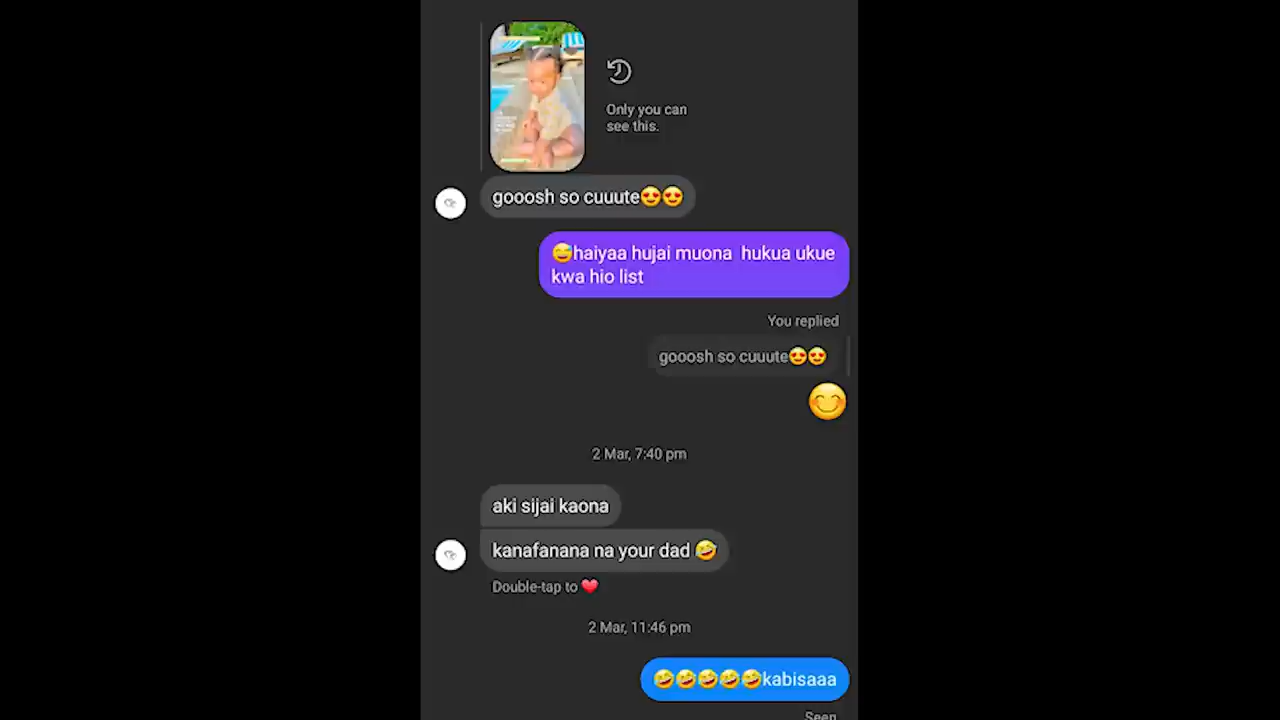 Only you can
see this.
gooosh so cuuute😍😍
😅haiyaa hujai muona hukua ukue
kwa hio list
You replied
gooosh so cuuute😍😍
😊
2 Mar, 7:40 pm
aki sijai kaona
kanafanana na your dad 🤣
Double-tap to ❤️
2 Mar, 11:46 pm
🤣🤣🤣🤣🤣kabisaaa
Seen